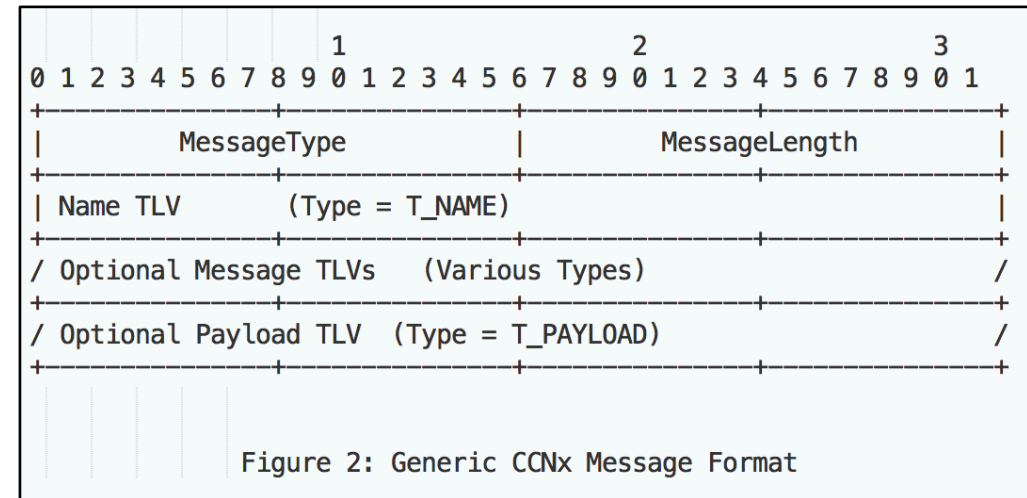 1 2 3
0 1 2 3 4 5 6 7 8 9 0 1 2 3 4 5 6 7 8 9 0 1 2 3 4 5 6 7 8 9 0 1
+---------------+---------------+---------------+---------------+
| MessageType | MessageLength |
+---------------+---------------+---------------+---------------+
| Name TLV (Type = T_NAME) |
+---------------+---------------+---------------+---------------+
/ Optional Message TLVs (Various Types) /
+---------------+---------------+---------------+---------------+
/ Optional Payload TLV (Type = T_PAYLOAD) /
+---------------+---------------+---------------+---------------+
Figure 2: Generic CCNx Message Format